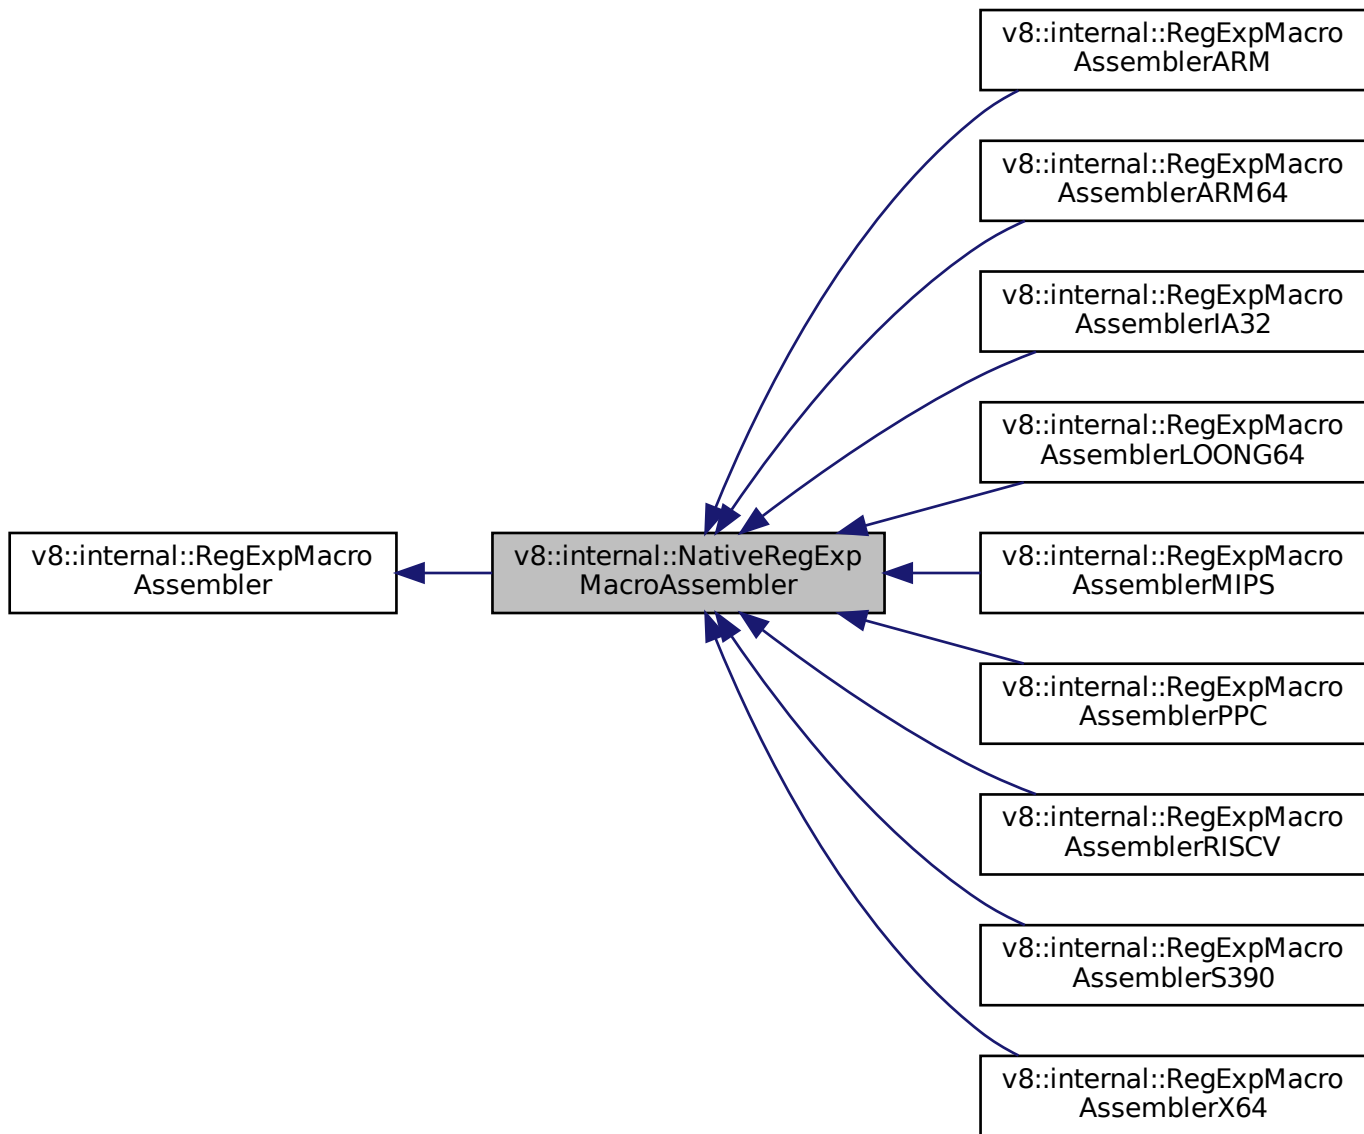 v8::internal::RegExpMacro
AssemblerARM
v8::internal::RegExpMacro
AssemblerARM64
v8::internal::RegExpMacro
AssemblerIA32
v8::internal::RegExpMacro
AssemblerLOONG64
v8::internal::RegExpMacro
Assembler
v8::internal::NativeRegExp
MacroAssembler
v8::internal::RegExpMacro
AssemblerMIPS
v8::internal::RegExpMacro
AssemblerPPC
v8::internal::RegExpMacro
AssemblerRISCV
v8::internal::RegExpMacro
AssemblerS390
v8::internal::RegExpMacro
AssemblerX64